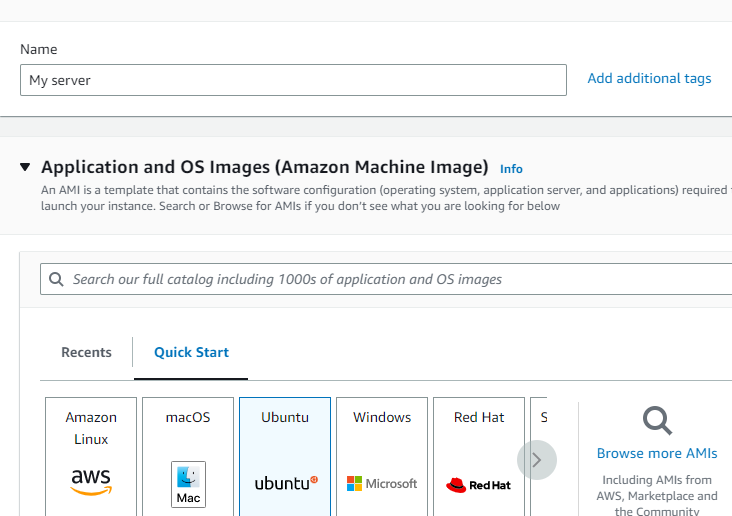 Name
My server
Add additional tags
Application and OS Images (Amazon Machine Image) Info
An AMI is a template that contains the software configuration (operating system, application server, and applications) required
launch your instance. Search or Browse for AMIs if you don't see what you are looking for below
Search our full catalog including 1000s of application and OS images
Recents
Quick Start
Amazon
Linux
aws
macOS
Mac
Ubuntu
ubuntu
Windows
Microsoft
Red Hat
Red Hat
S
Browse more AMIs
Including AMIs from
AWS, Marketplace and
the Community